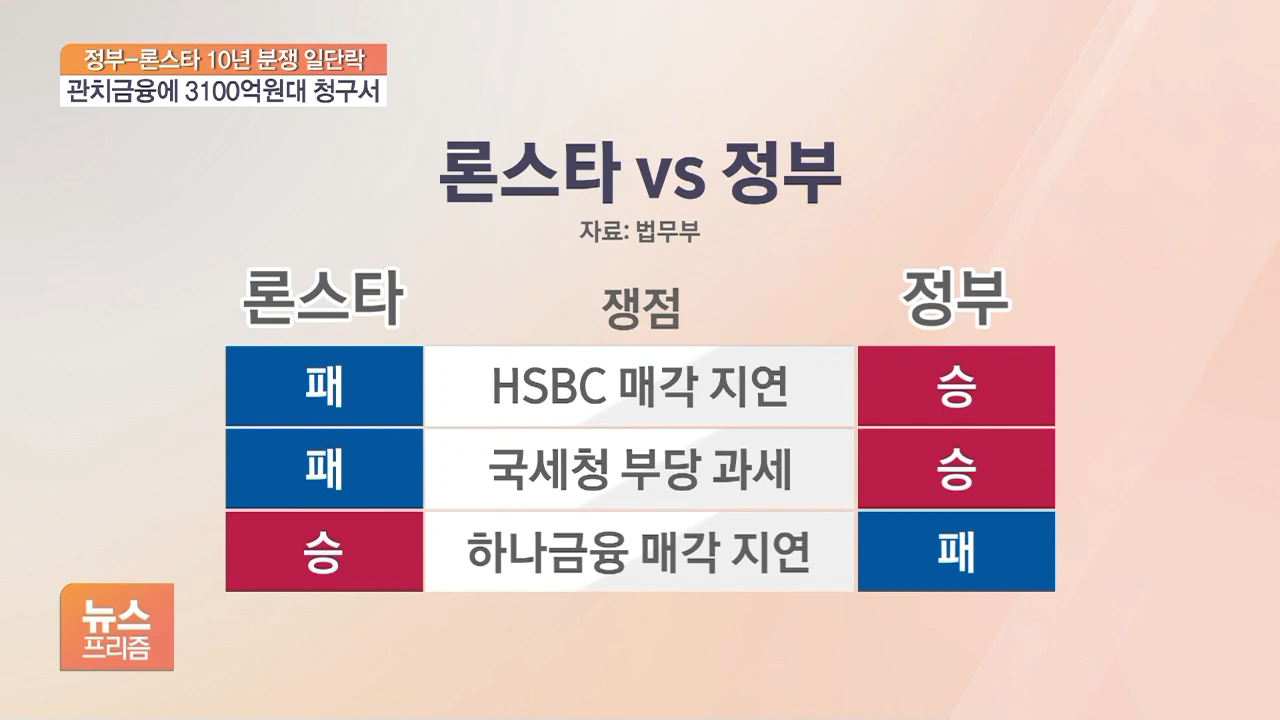 정부-론스타 10년 분쟁 일단락
관치금융에 3100억원대 청구서
론스타 vs 정부
자료: 법무부
론스타 쟁점 정부
패 HSBC 매각 지연 승
패 국세청 부당 과세 승
승 하나금융 매각 지연 패
뉴스
프리즘